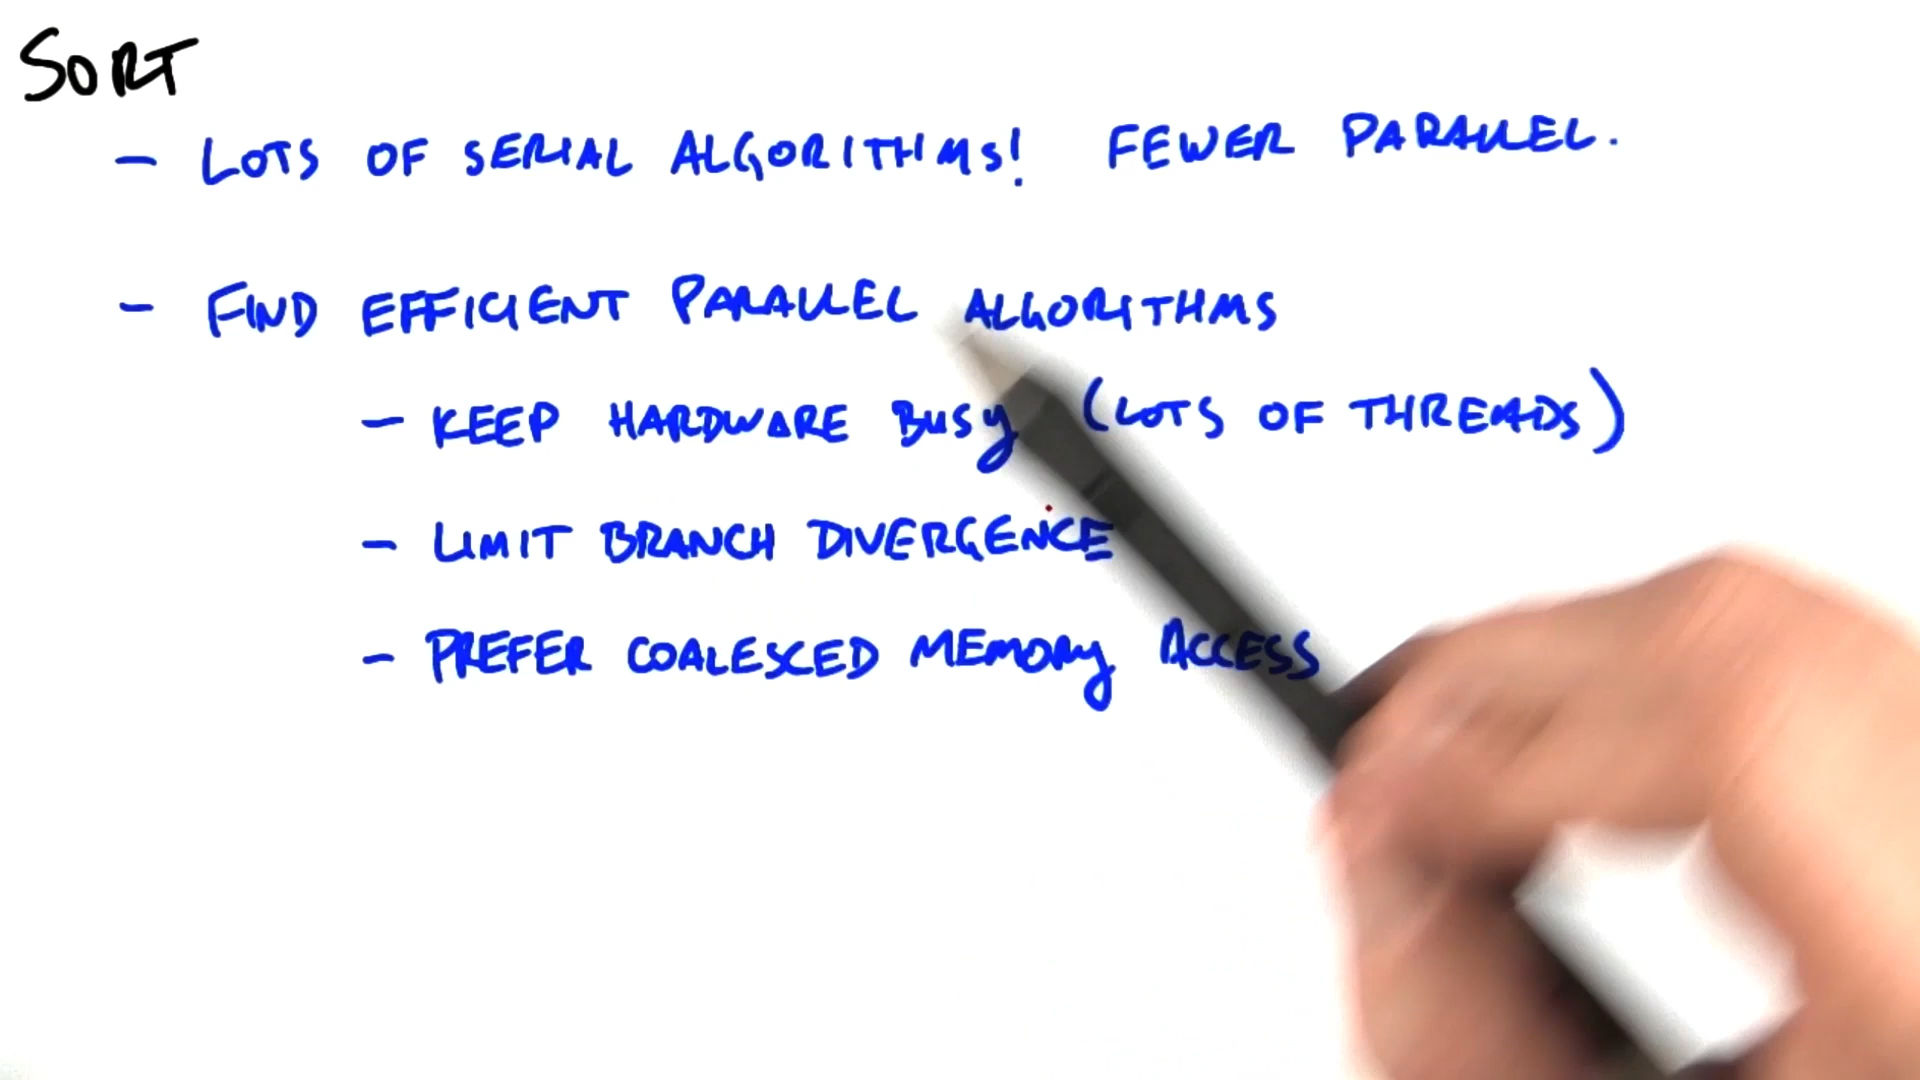 SORT
- LOTS OF SERIAL ALGORITHMS! FEWER PARALLEL.
- FIND EFFICIENT PARALLEL ALGORITHMS
- KEEP HARDWARE BUSY (LOTS OF THREADS)
- LIMIT BRANCH DIVERGENCE
- PREFER COALESCED MEMORY ACCESS